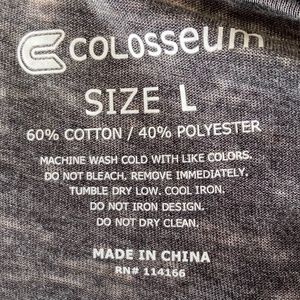 COLOSSEUM
SIZE L
60% COTTON / 40% POLYESTER
MACHINE WASH COLD WITH LIKE COLORS.
DO NOT BLEACH. REMOVE IMMEDIATELY.
TUMBLE DRY LOW. COOL IRON.
DO NOT IRON DESIGN.
DO NOT DRY CLEAN.
MADE IN CHINA
RN# 114166